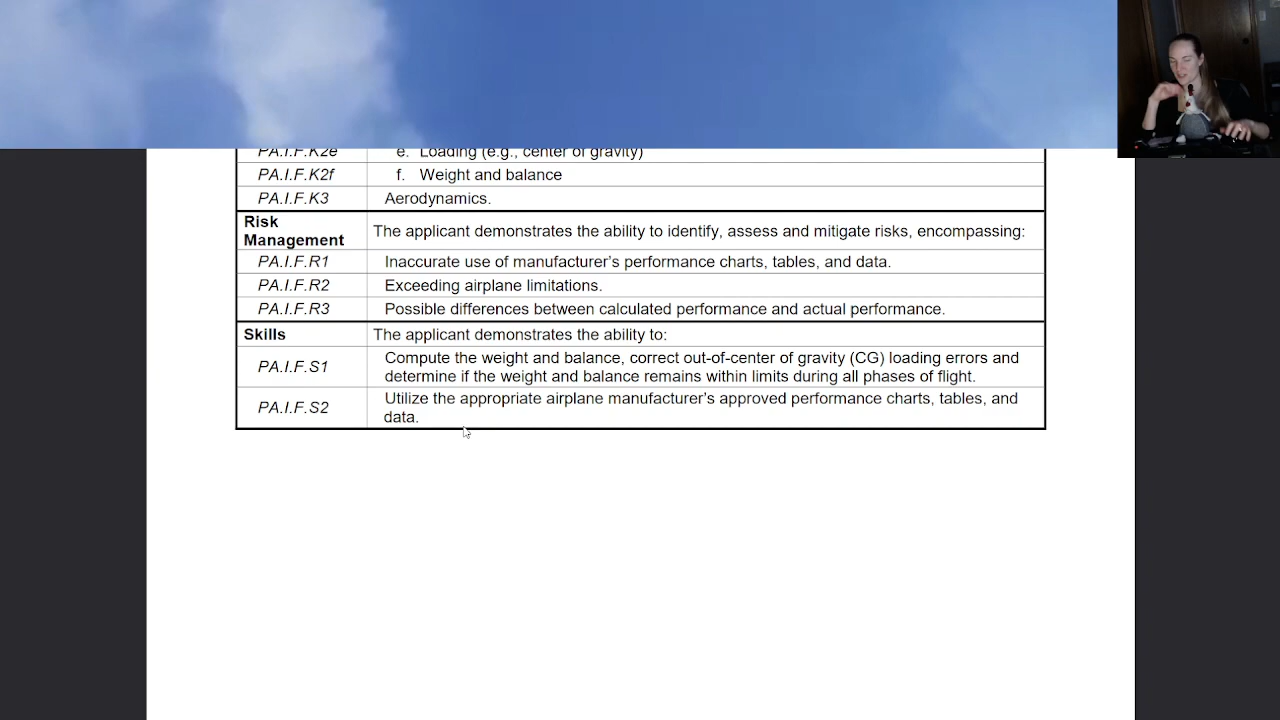 PA.I.F.K2e e. Loading (e.g., center of gravity)
PA.I.F.K2f f. Weight and balance
PA.I.F.K3 Aerodynamics.
Risk
Management The applicant demonstrates the ability to identify, assess and mitigate risks, encompassing:
PA.I.F.R1 Inaccurate use of manufacturer's performance charts, tables, and data.
PA.I.F.R2 Exceeding airplane limitations.
PA.I.F.R3 Possible differences between calculated performance and actual performance.
Skills The applicant demonstrates the ability to:
PA.I.F.S1 Compute the weight and balance, correct out-of-center of gravity (CG) loading errors and
determine if the weight and balance remains within limits during all phases of flight.
PA.I.F.S2 Utilize the appropriate airplane manufacturer's approved performance charts, tables, and
data.